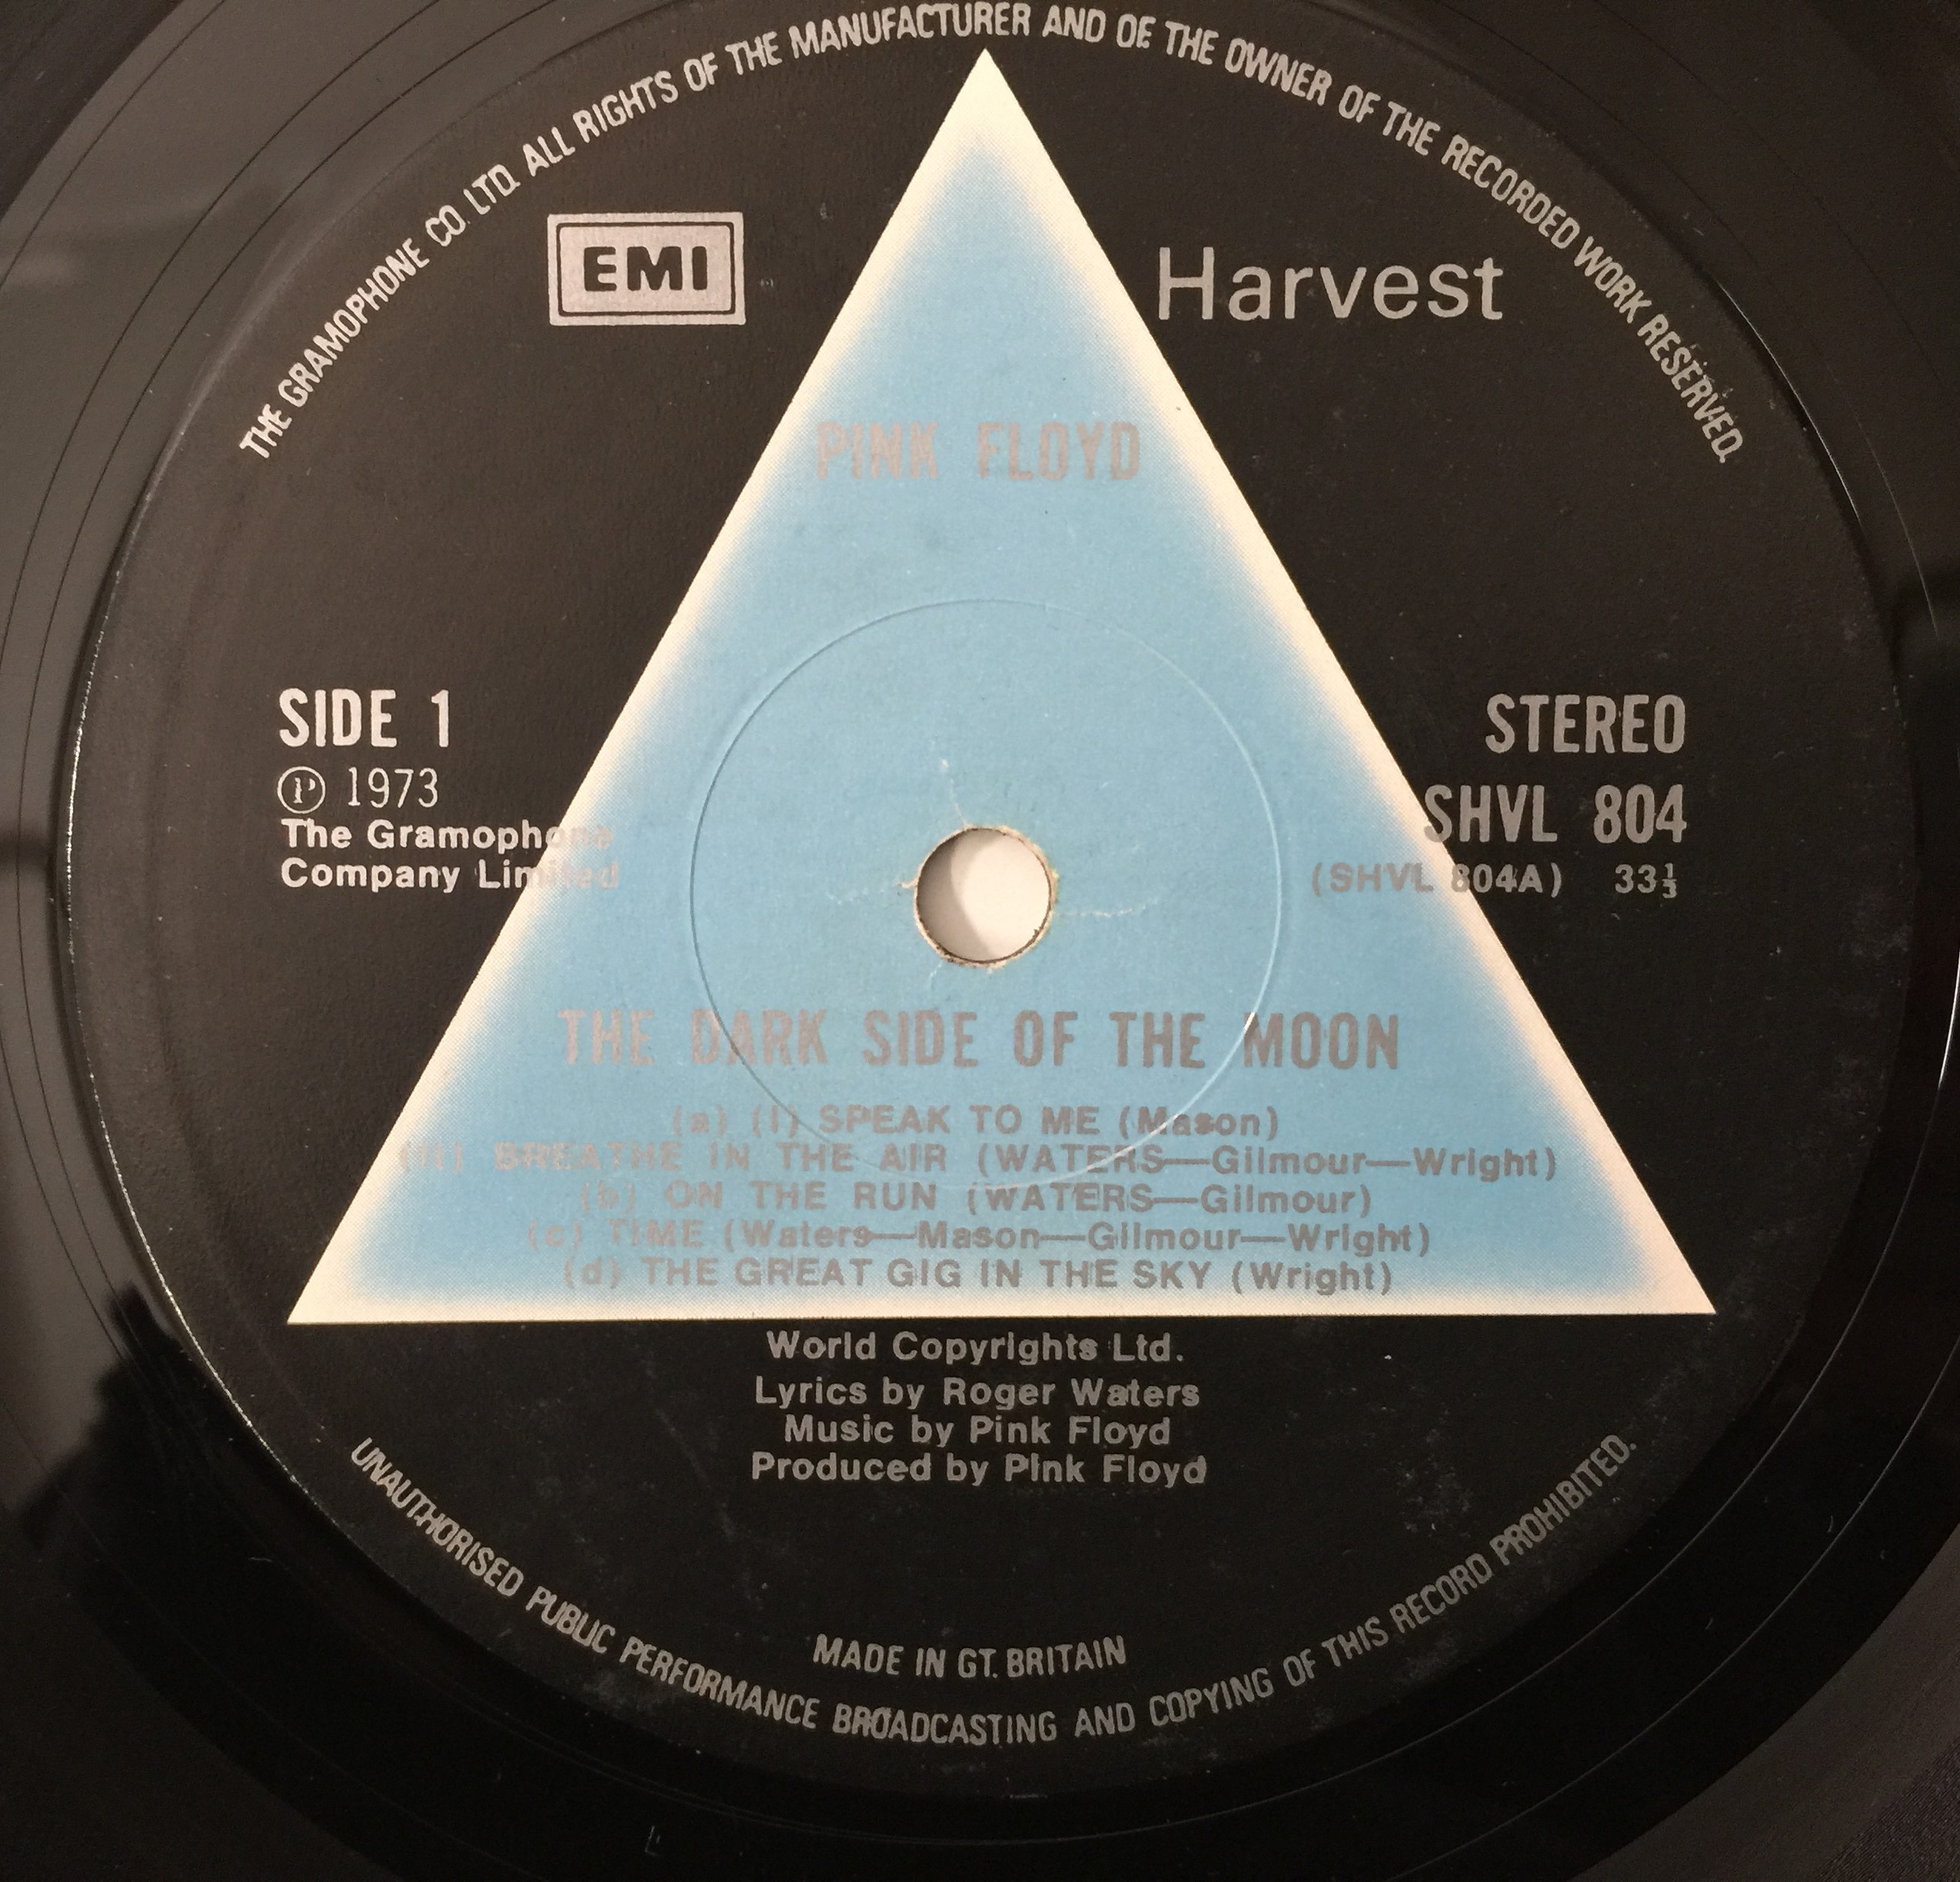 THE GRAMOPHONE CO. LTD. ALL RIGHTS OF THE MANUFACTURER AND OF THE OWNER OF THE RECORDED WORK RESERVED.
EMI
Harvest
PINK FLOYD
SIDE 1
℗ 1973
The Gramophone
Company Limited
STEREO
SHVL 804
(SHVL 804A) 33⅓
THE DARK SIDE OF THE MOON
(a) (i) SPEAK TO ME (Mason)
(ii) BREATHE IN THE AIR (WATERS—Gilmour—Wright)
(b) ON THE RUN (WATERS—Gilmour)
(c) TIME (Waters—Mason—Gilmour—Wright)
(d) THE GREAT GIG IN THE SKY (Wright)
World Copyrights Ltd.
Lyrics by Roger Waters
Music by Pink Floyd
Produced by Pink Floyd
MADE IN GT. BRITAIN
UNAUTHORISED PUBLIC PERFORMANCE BROADCASTING AND COPYING OF THIS RECORD PROHIBITED.